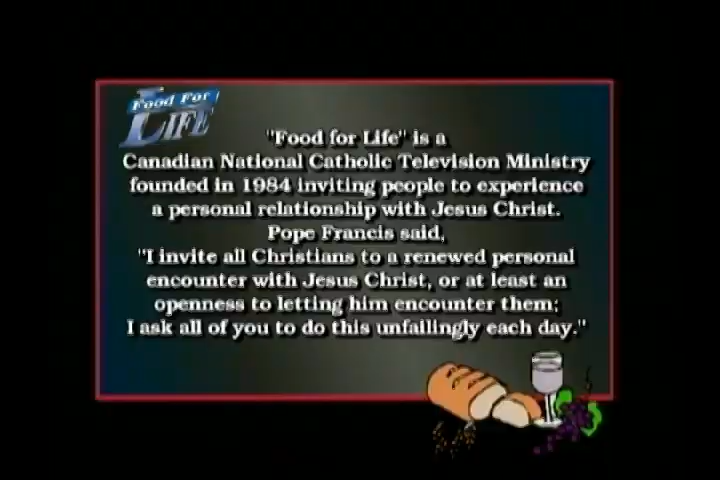 Food For
LIFE
"Food for Life" is a
Canadian National Catholic Television Ministry
founded in 1984 inviting people to experience
a personal relationship with Jesus Christ.
Pope Francis said,
"I invite all Christians to a renewed personal
encounter with Jesus Christ, or at least an
openness to letting him encounter them;
I ask all of you to do this unfailingly each day."